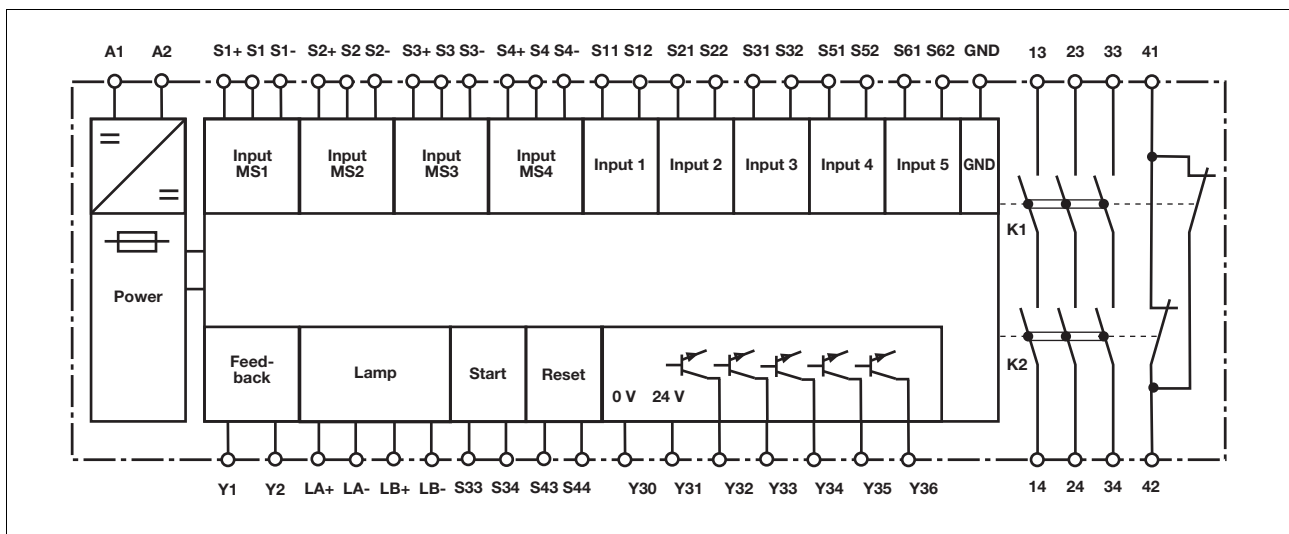 A1 A2 S1+ S1 S1- S2+ S2 S2- S3+ S3 S3- S4+ S4 S4- S11 S12 S21 S22 S31 S32 S51 S52 S61 S62 GND 13 23 33 41
Input MS1
Input MS2
Input MS3
Input MS4
Input 1
Input 2
Input 3
Input 4
Input 5
GND
K1
Power
Feed-
back
Lamp
Start
Reset
0 V 24 V
K2
Y1 Y2 LA+ LA- LB+ LB- S33 S34 S43 S44 Y30 Y31 Y32 Y33 Y34 Y35 Y36 14 24 34 42